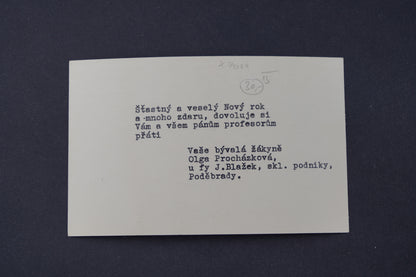 30,-
Šťastný a veselý Nový rok
a mnoho zdaru, dovoluje si
Vám a všem pánům profesorům
přáti
Vaše bývalá žákyně
Olga Procházková,
u fy J.Blažek, skl. podniky,
Poděbrady.